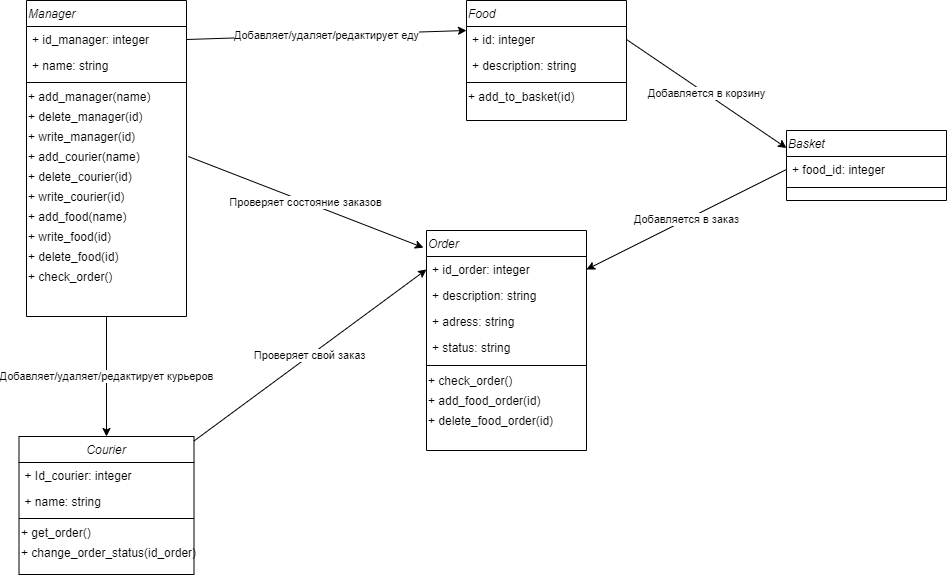 Manager
+ id_manager: integer
+ name: string
+ add_manager(name)
+ delete_manager(id)
+ write_manager(id)
+ add_courier(name)
+ delete_courier(id)
+ write_courier(id)
+ add_food(name)
+ write_food(id)
+ delete_food(id)
+ check_order()
Добавляет/удаляет/редактирует еду
Food
+ id: integer
+ description: string
+ add_to_basket(id)
Добавляется в корзину
Basket
+ food_id: integer
Проверяет состояние заказов
Добавляется в заказ
Order
+ id_order: integer
+ description: string
+ adress: string
+ status: string
+ check_order()
+ add_food_order(id)
+ delete_food_order(id)
Проверяет свой заказ
Добавляет/удаляет/редактирует курьеров
Courier
+ Id_courier: integer
+ name: string
+ get_order()
+ change_order_status(id_order)